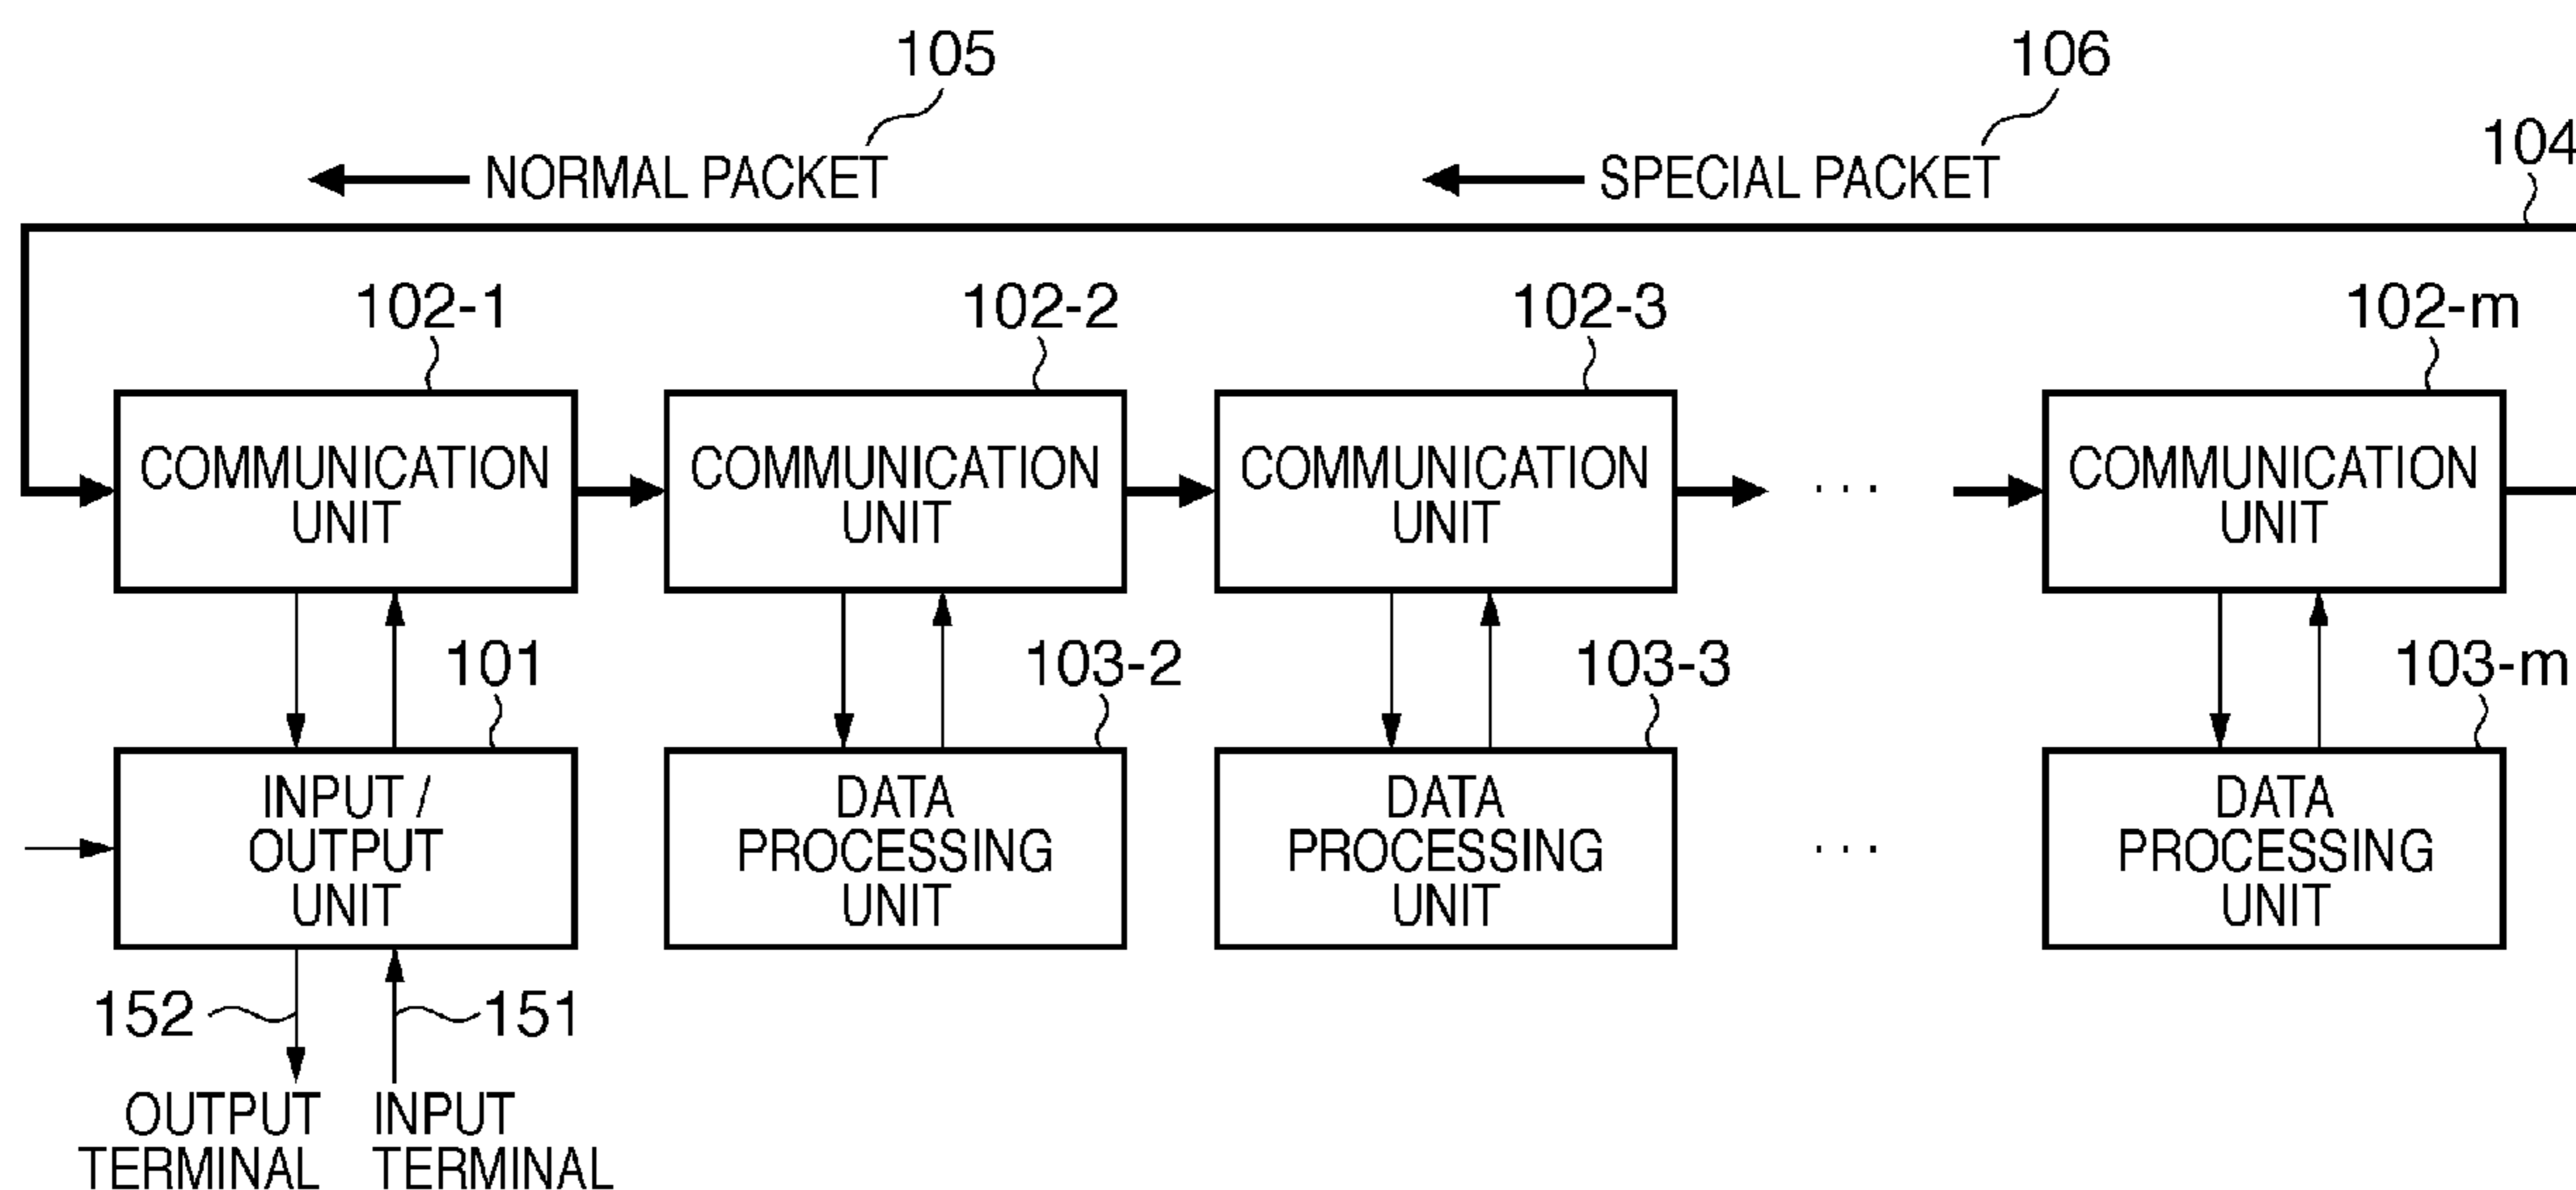 105
106
NORMAL PACKET
SPECIAL PACKET
104
102-1
102-2
102-3
102-m
COMMUNICATION
UNIT
COMMUNICATION
UNIT
COMMUNICATION
UNIT
...
COMMUNICATION
UNIT
101
103-2
103-3
103-m
INPUT /
OUTPUT
UNIT
DATA
PROCESSING
UNIT
DATA
PROCESSING
UNIT
...
DATA
PROCESSING
UNIT
152
151
OUTPUT
TERMINAL
INPUT
TERMINAL